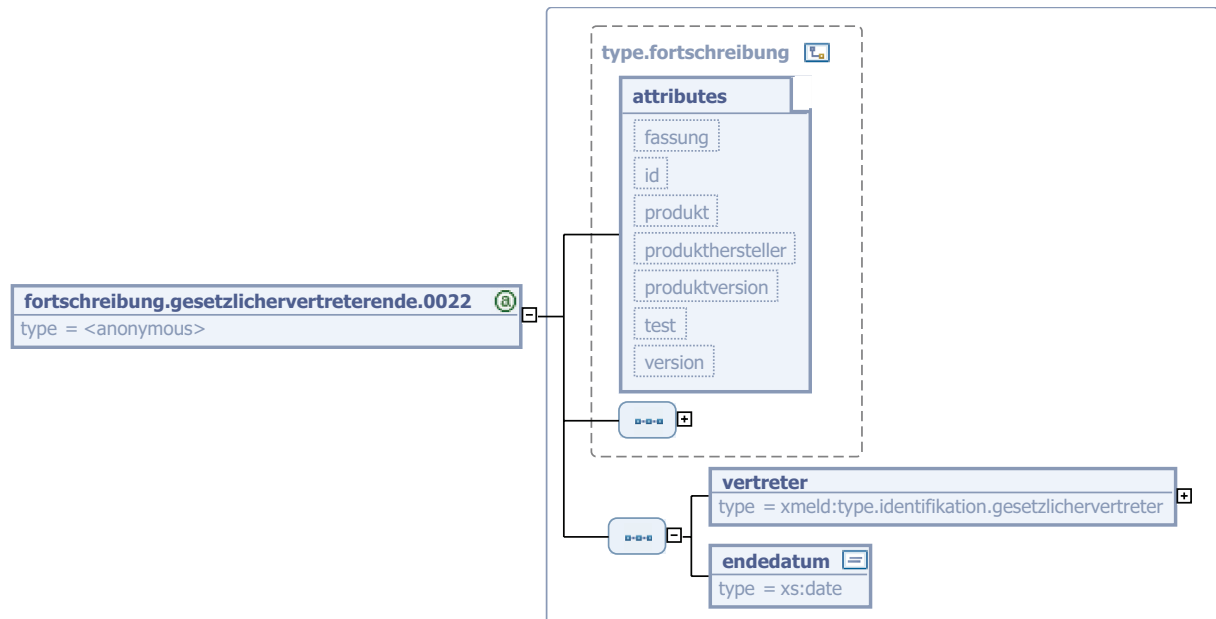 type.fortschreibung
attributes
fassung
id
produkt
produkthersteller
produktversion
test
version
fortschreibung.gesetzlichervertreterende.0022 a
type = <anonymous>
vertreter
type = xmeld:type.identifikation.gesetzlichervertreter
endedatum
type = xs:date